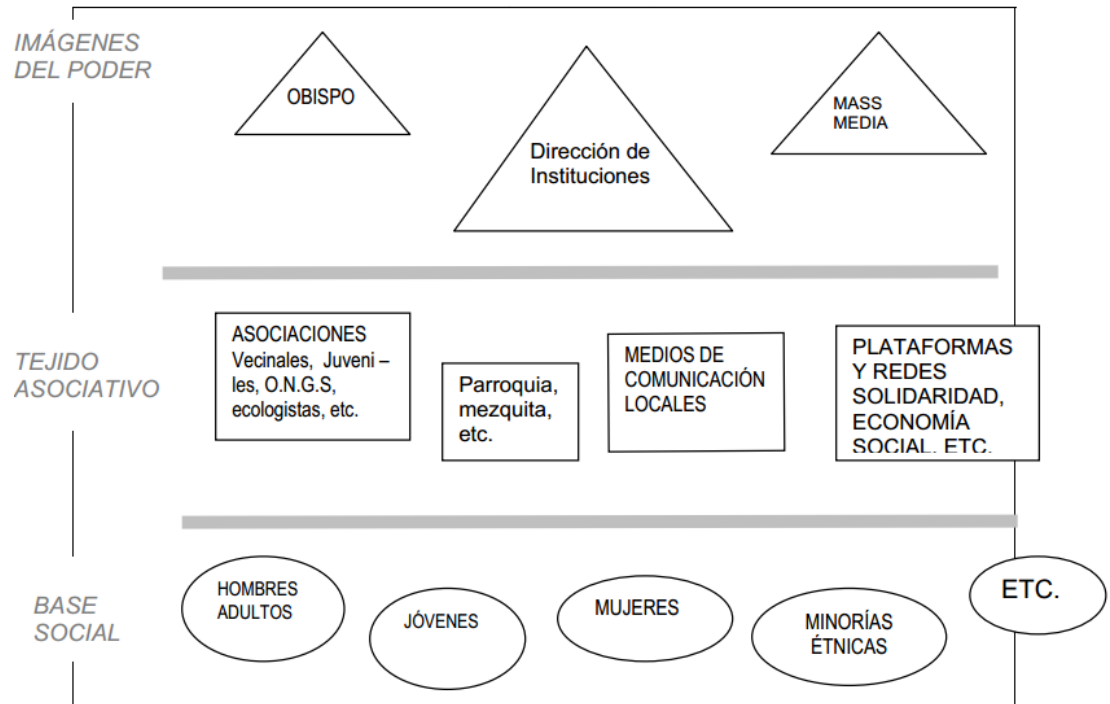 IMÁGENES
DEL PODER
OBISPO
Dirección de
Instituciones
MASS
MEDIA
TEJIDO
ASOCIATIVO
ASOCIACIONES
Vecinales, Juveni –
les, O.N.G.S,
ecologistas, etc.
Parroquia,
mezquita,
etc.
MEDIOS DE
COMUNICACIÓN
LOCALES
PLATAFORMAS
Y REDES
SOLIDARIDAD,
ECONOMÍA
SOCIAL, ETC.
BASE
SOCIAL
HOMBRES
ADULTOS
JÓVENES
MUJERES
MINORÍAS
ÉTNICAS
ETC.